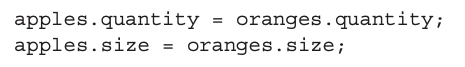 apples.quantity = oranges.quantity;
apples.size = oranges.size;